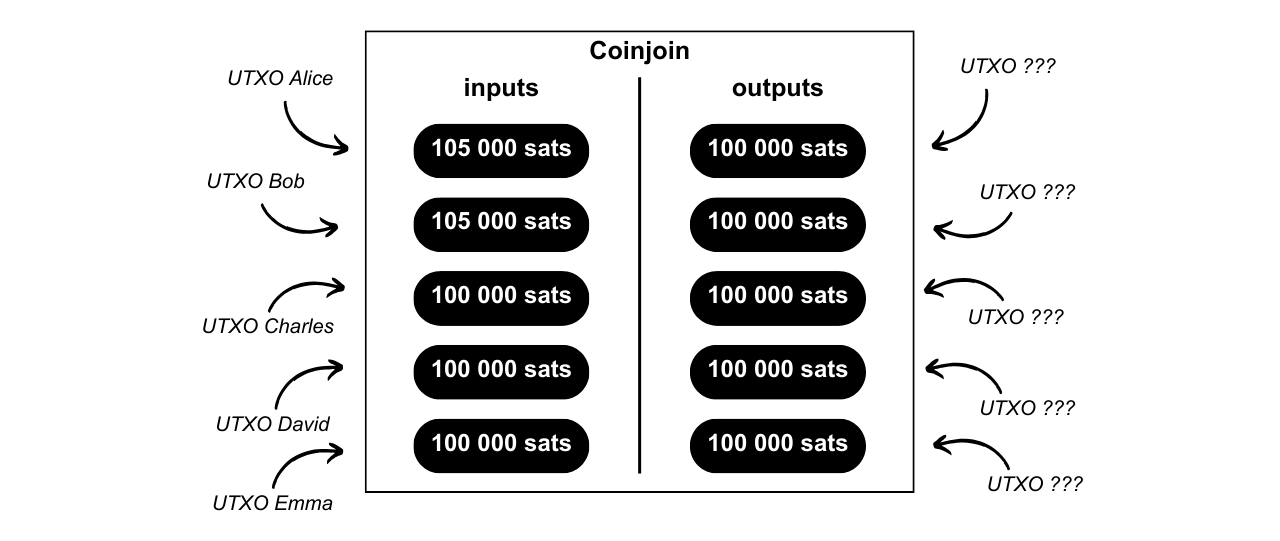 Coinjoin
inputs
outputs
UTXO Alice
105 000 sats
100 000 sats
UTXO ???
UTXO Bob
105 000 sats
100 000 sats
UTXO ???
UTXO Charles
100 000 sats
100 000 sats
UTXO ???
UTXO David
100 000 sats
100 000 sats
UTXO ???
UTXO Emma
100 000 sats
100 000 sats
UTXO ???